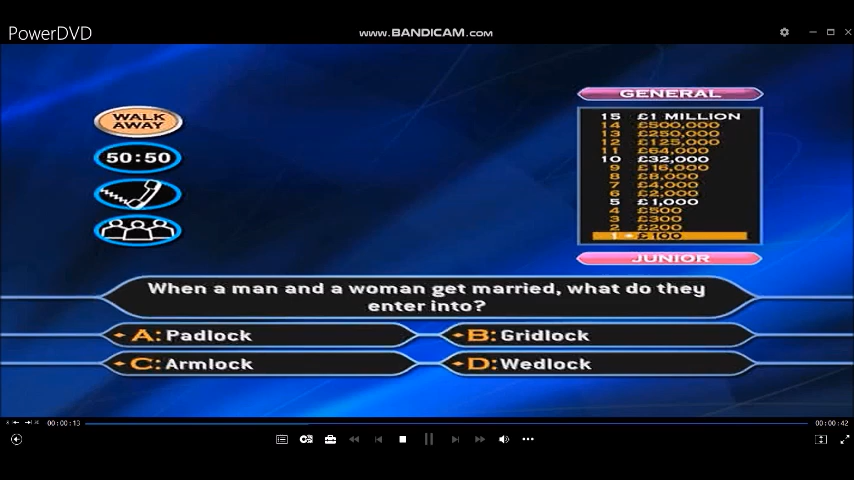 PowerDVD
www.BANDICAM.com
WALK
AWAY
50:50
GENERAL
15 £1 MILLION
14 £500,000
13 £250,000
12 £125,000
11 £64,000
10 £32,000
9 £16,000
8 £8,000
7 £4,000
6 £2,000
5 £1,000
4 £500
3 £300
2 £200
1 £100
JUNIOR
When a man and a woman get married, what do they
enter into?
A: Padlock
B: Gridlock
C: Armlock
D: Wedlock
00:00:13
00:00:42